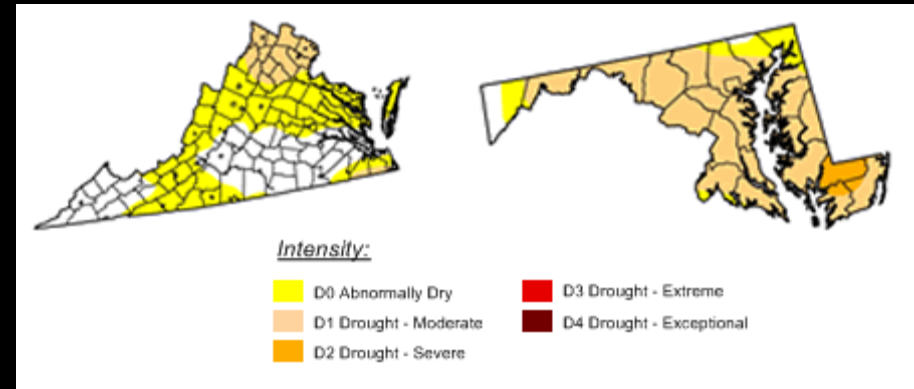 Intensity:
D0 Abnormally Dry
D1 Drought - Moderate
D2 Drought - Severe
D3 Drought - Extreme
D4 Drought - Exceptional